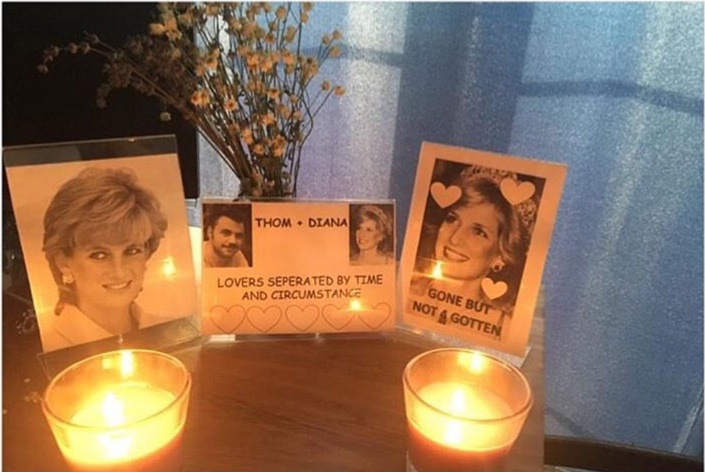 THOM + DIANA
LOVERS SEPERATED BY TIME
AND CIRCUMSTANCE
GONE BUT
NOT 4 GOTTEN